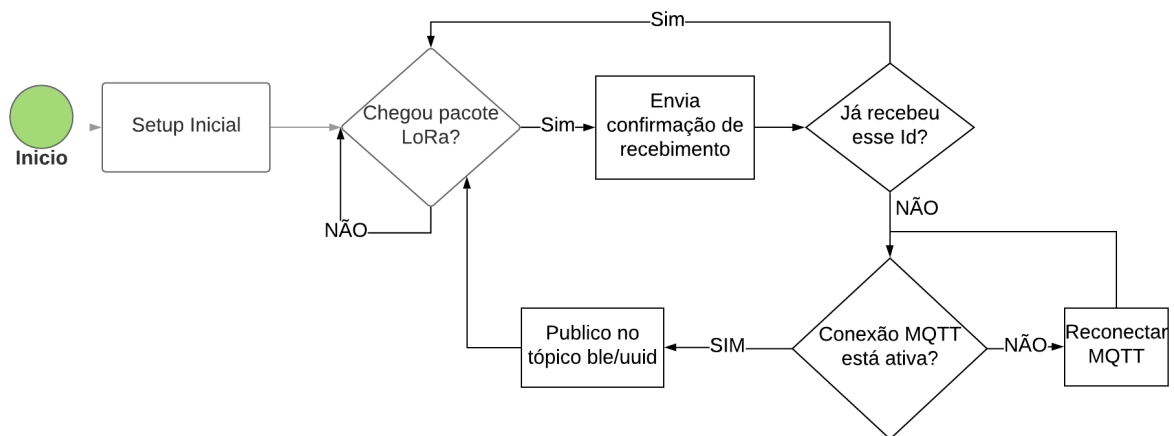 Sim
Inicio
Setup Inicial
Chegou pacote
LoRa?
NÃO
Sim
Envia
confirmação de
recebimento
Já recebeu
esse Id?
NÃO
Conexão MQTT
está ativa?
NÃO
Reconectar
MQTT
SIM
Publico no
tópico ble/uuid